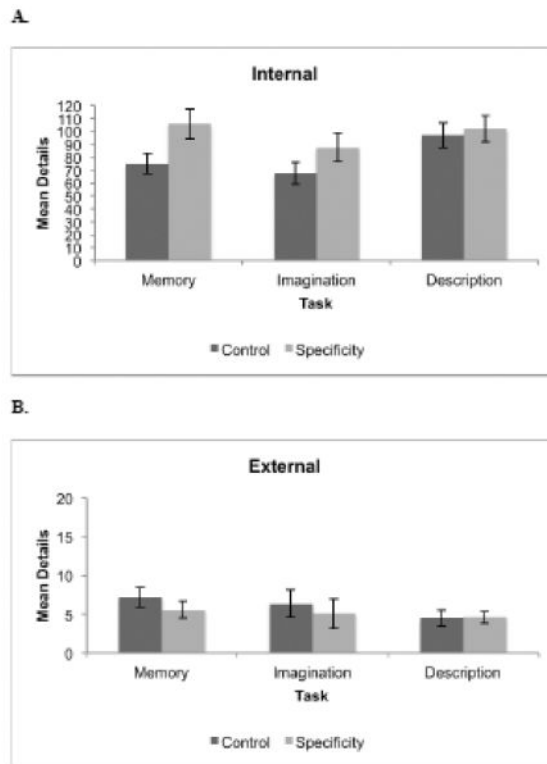 A.
Internal
120
110
100
90
80
70
60
50
40
30
20
10
0
Mean Details
Memory Imagination Description
Task
Control Specificity
B.
External
20
15
10
5
0
Mean Details
Memory Imagination Description
Task
Control Specificity